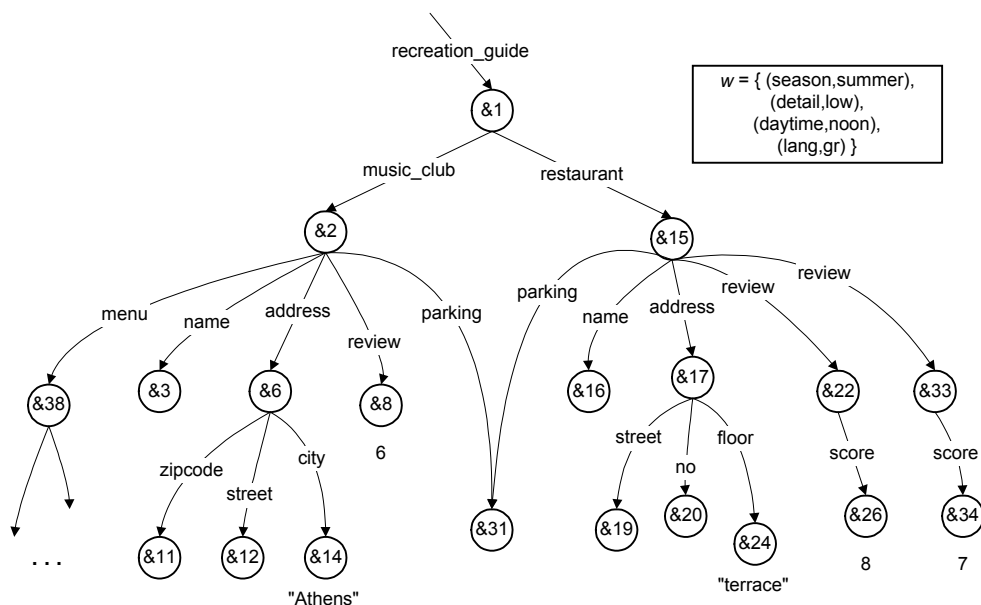 recreation_guide
w = { (season,summer),
(detail,low),
(daytime,noon),
(lang,gr) }
&1
music_club
restaurant
&2
&15
menu
name
address
review
parking
parking
name
address
review
review
&38
&3
&6
&8
&16
&17
&22
&33
6
zipcode
street
city
street
no
floor
score
score
&11
&12
&14
&31
&19
&20
&24
&26
&34
. . .
"Athens"
"terrace"
8
7